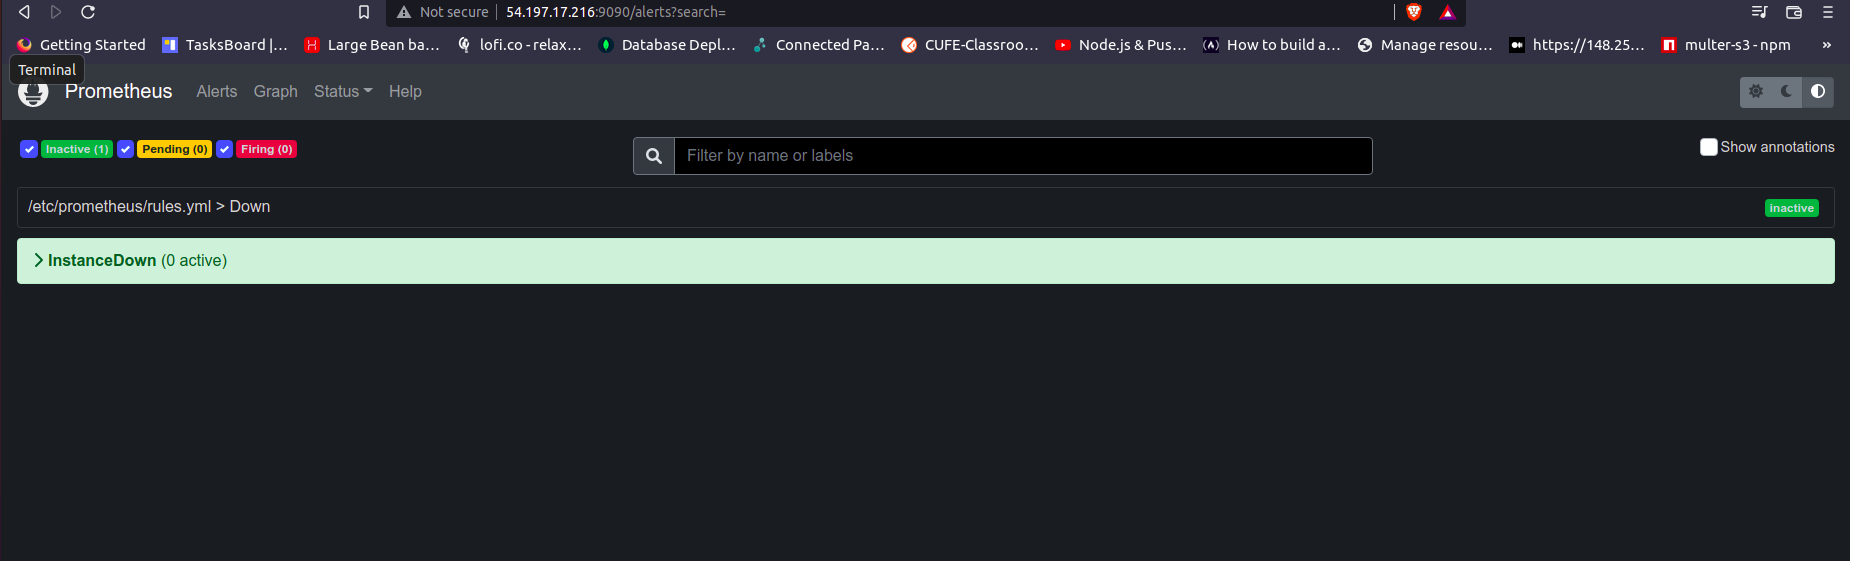 Not secure 54.197.17.216:9090/alerts?search=
Getting Started TasksBoard |... Large Bean ba... lofi.co - relax... Database Depl... Connected Pa... CUFE-Classroo... Node.js & Pus... How to build a... Manage resou... https://148.25... multer-s3 - npm »
Terminal
Prometheus Alerts Graph Status Help
Inactive (1) Pending (0) Firing (0) Filter by name or labels Show annotations
/etc/prometheus/rules.yml > Down inactive
InstanceDown (0 active)